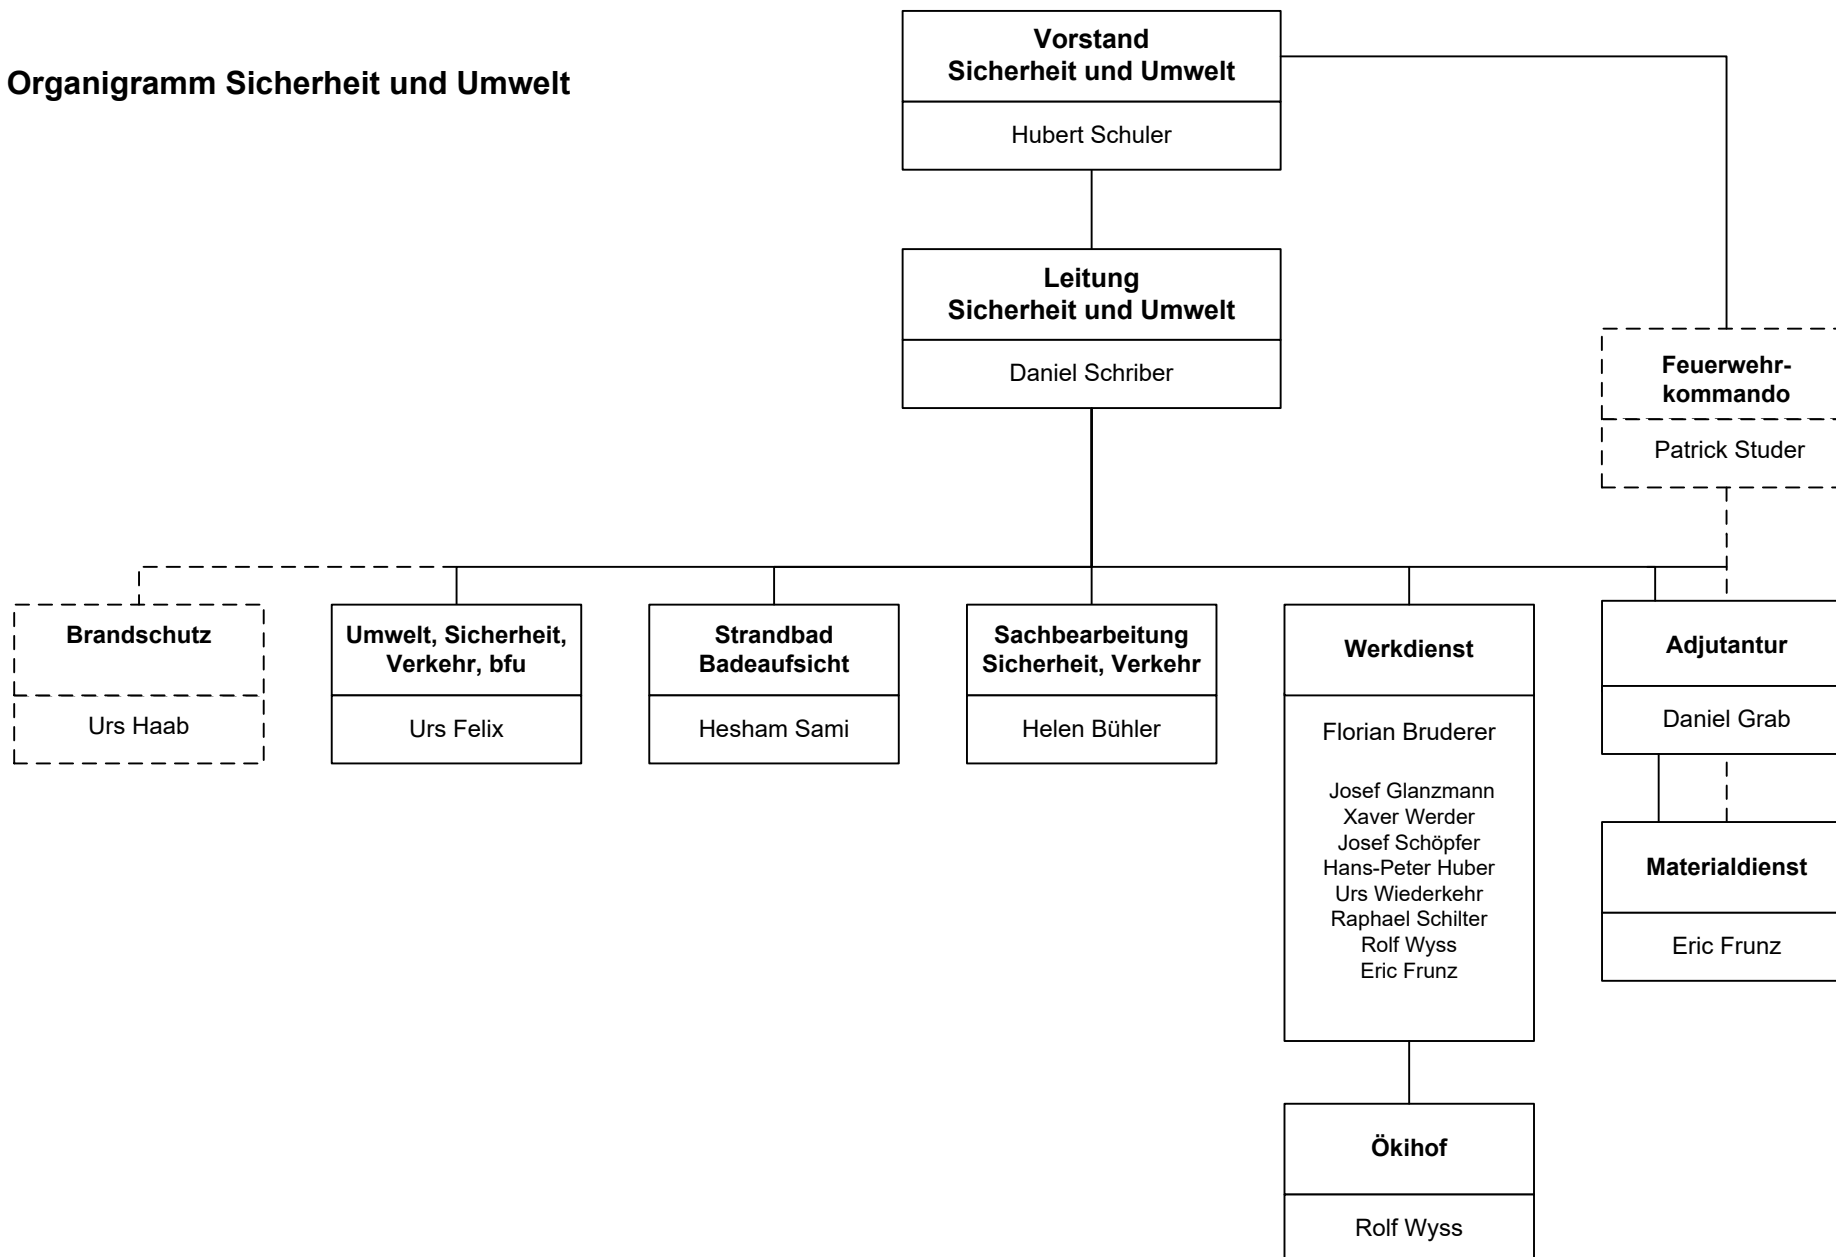 Organigramm Sicherheit und Umwelt
Vorstand
Sicherheit und Umwelt
Hubert Schuler
Leitung
Sicherheit und Umwelt
Daniel Schriber
Feuerwehr-
kommando
Patrick Studer
Brandschutz
Urs Haab
Umwelt, Sicherheit,
Verkehr, bfu
Urs Felix
Strandbad
Badeaufsicht
Hesham Sami
Sachbearbeitung
Sicherheit, Verkehr
Helen Bühler
Werkdienst
Florian Bruderer
Josef Glanzmann
Xaver Werder
Josef Schöpfer
Hans-Peter Huber
Urs Wiederkehr
Raphael Schilter
Rolf Wyss
Eric Frunz
Adjutantur
Daniel Grab
Materialdienst
Eric Frunz
Ökihof
Rolf Wyss